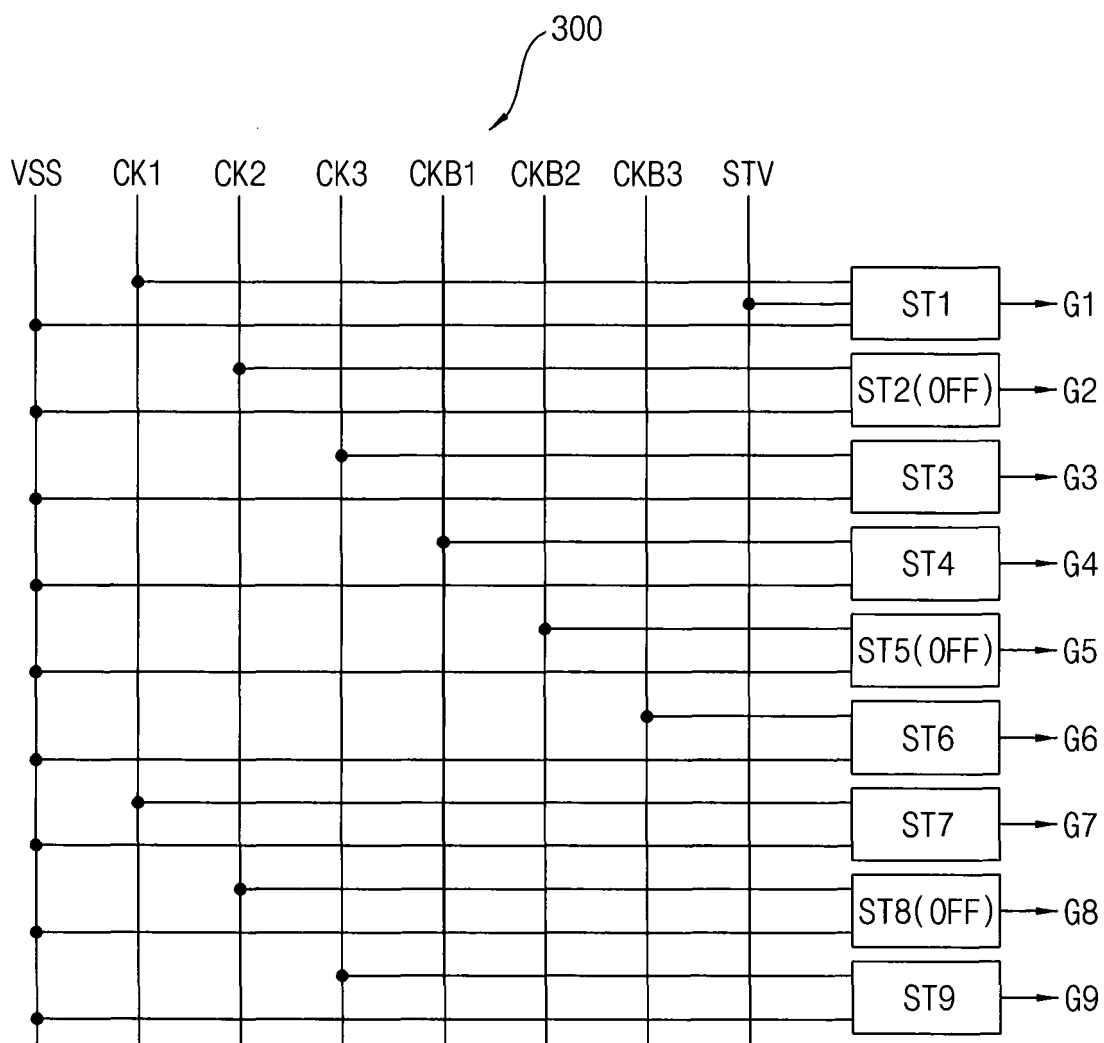 300
VSS CK1 CK2 CK3 CKB1 CKB2 CKB3 STV
ST1 G1
ST2(OFF) G2
ST3 G3
ST4 G4
ST5(OFF) G5
ST6 G6
ST7 G7
ST8(OFF) G8
ST9 G9